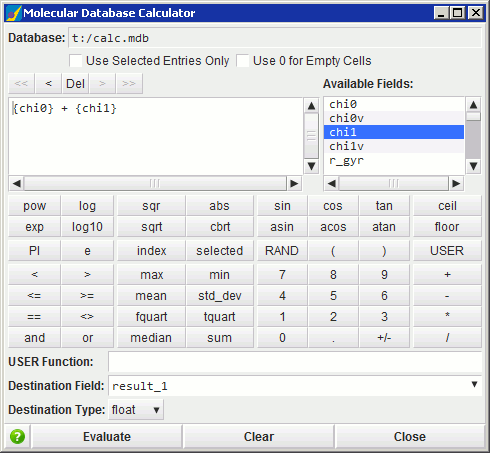 Molecular Database Calculator
Database: t:/calc.mdb
Use Selected Entries Only Use 0 for Empty Cells
<< < Del > >> Available Fields:
{chi0} + {chi1}
chi0
chi0v
chi1
chi1v
r_gyr
pow log sqr abs sin cos tan ceil
exp log10 sqrt cbrt asin acos atan floor
PI e index selected RAND ( ) USER
< > max min 7 8 9 +
<= >= mean std_dev 4 5 6 -
== <> fquart tquart 1 2 3 *
and or median sum 0 . +/- /
USER Function:
Destination Field: result_1
Destination Type: float
? Evaluate Clear Close